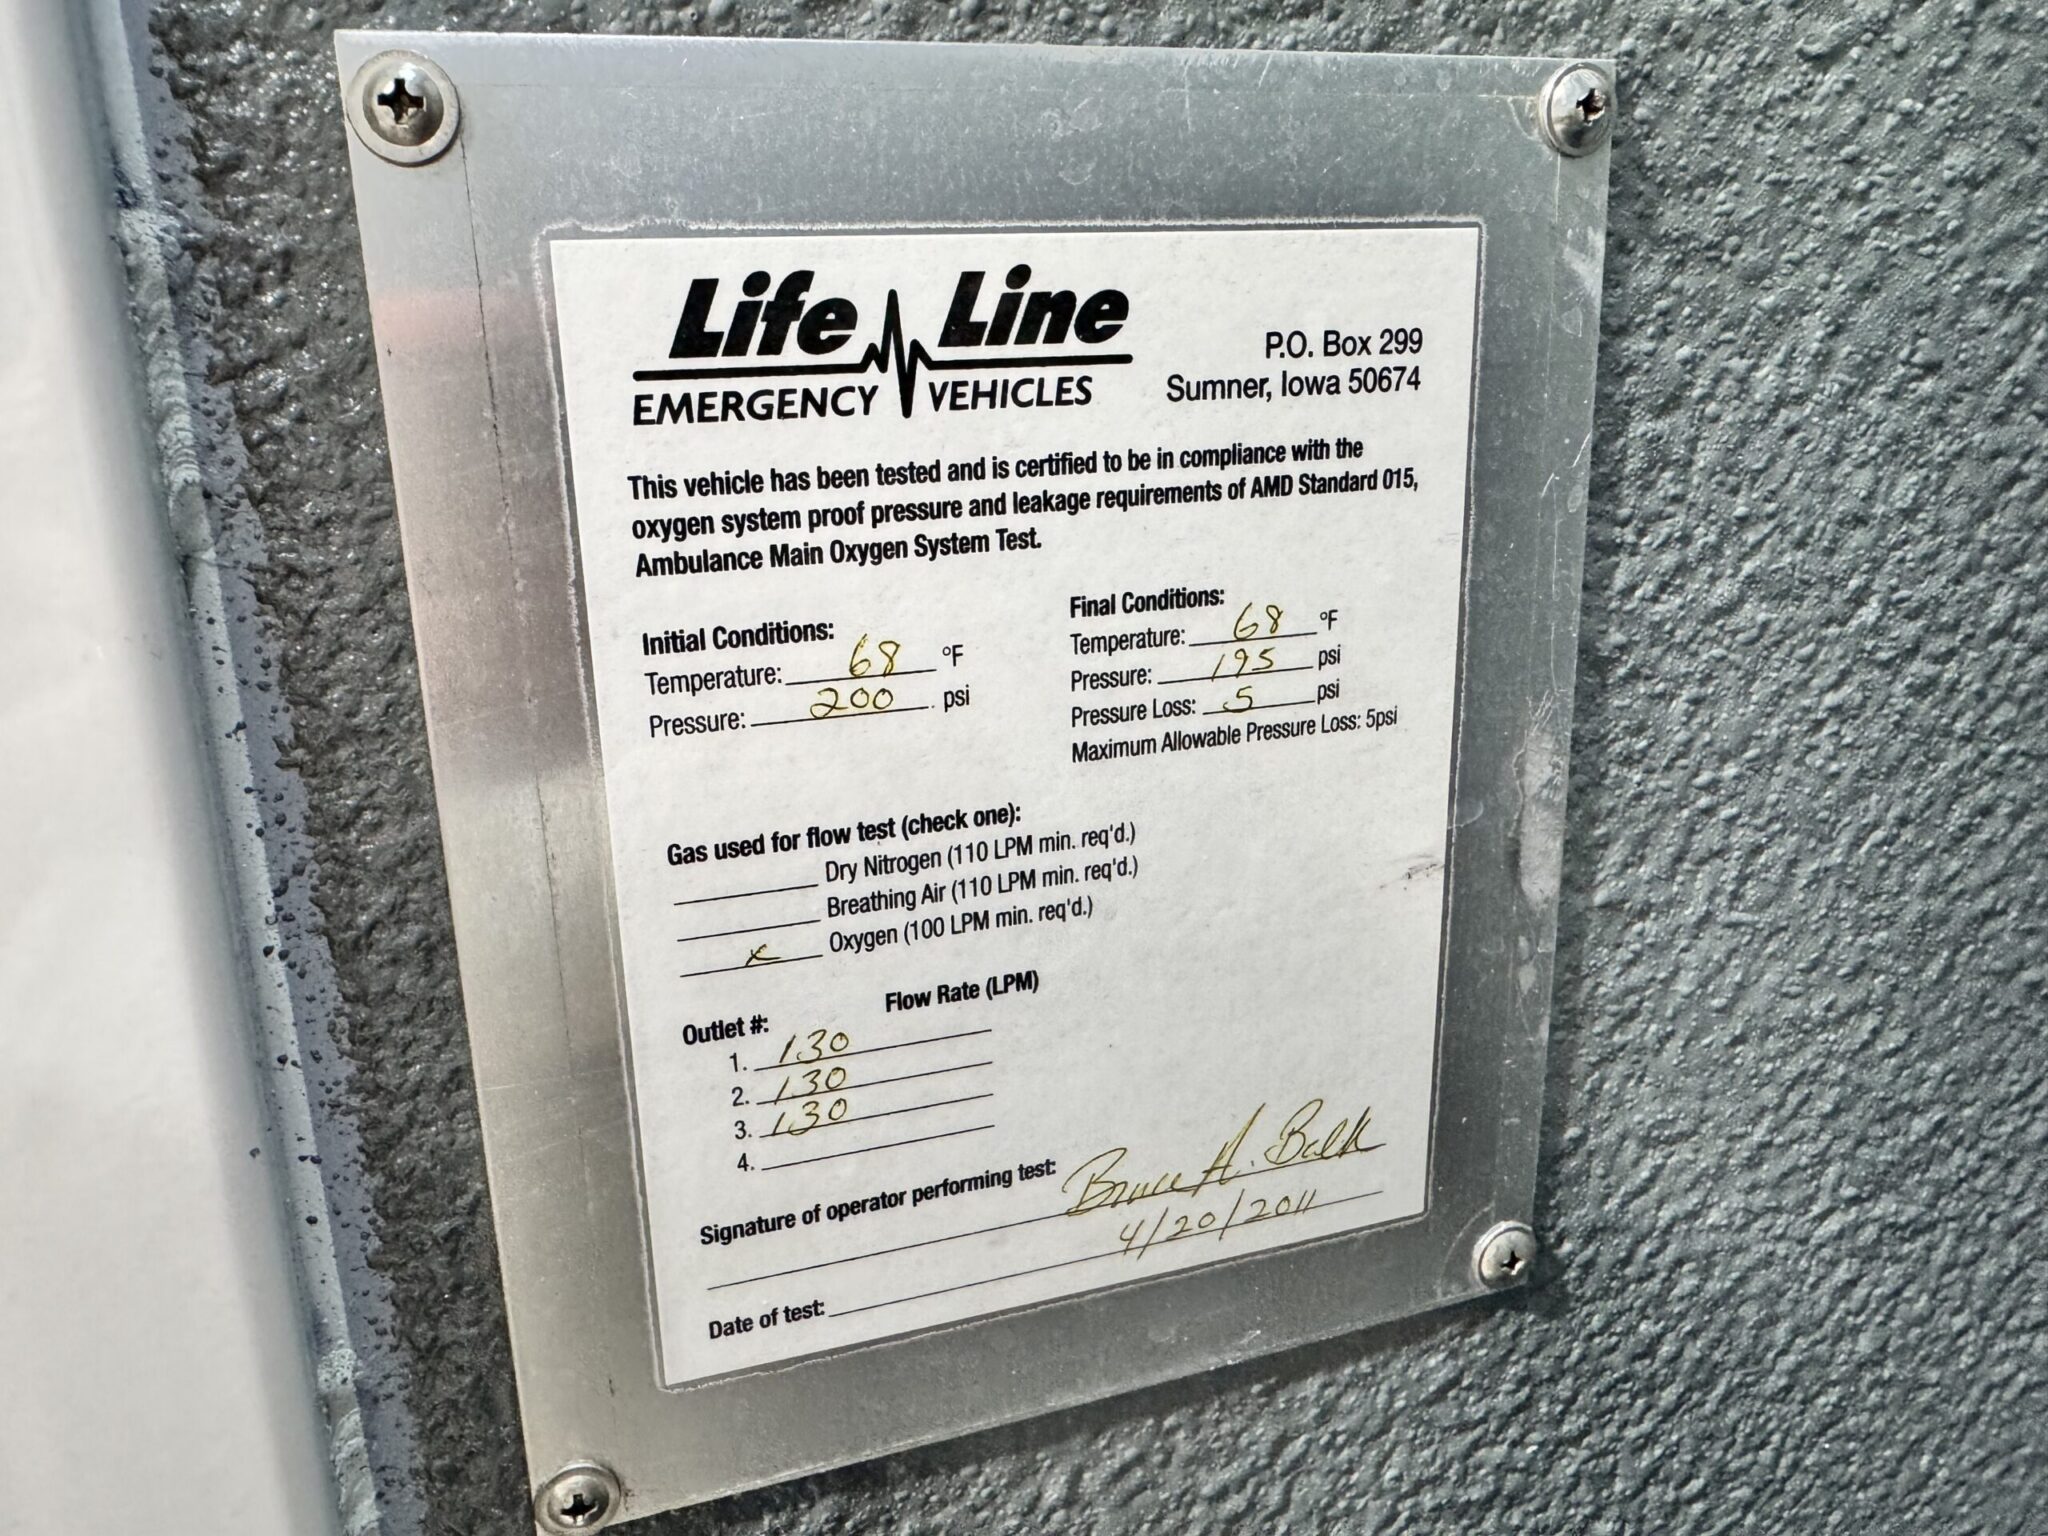 Life Line
EMERGENCY VEHICLES
P.O. Box 299
Sumner, Iowa 50674
This vehicle has been tested and is certified to be in compliance with the
oxygen system proof pressure and leakage requirements of AMD Standard 015,
Ambulance Main Oxygen System Test.
Initial Conditions:
Temperature: 68 °F
Pressure: 200 psi
Final Conditions:
Temperature: 68 °F
Pressure: 195 psi
Pressure Loss: 5 psi
Maximum Allowable Pressure Loss: 5psi
Gas used for flow test (check one):
Dry Nitrogen (110 LPM min. req'd.)
Breathing Air (110 LPM min. req'd.)
x Oxygen (100 LPM min. req'd.)
Outlet #: Flow Rate (LPM)
1. 130
2. 130
3. 130
4.
Signature of operator performing test: Bruce A. Balk
4/20/2011
Date of test: